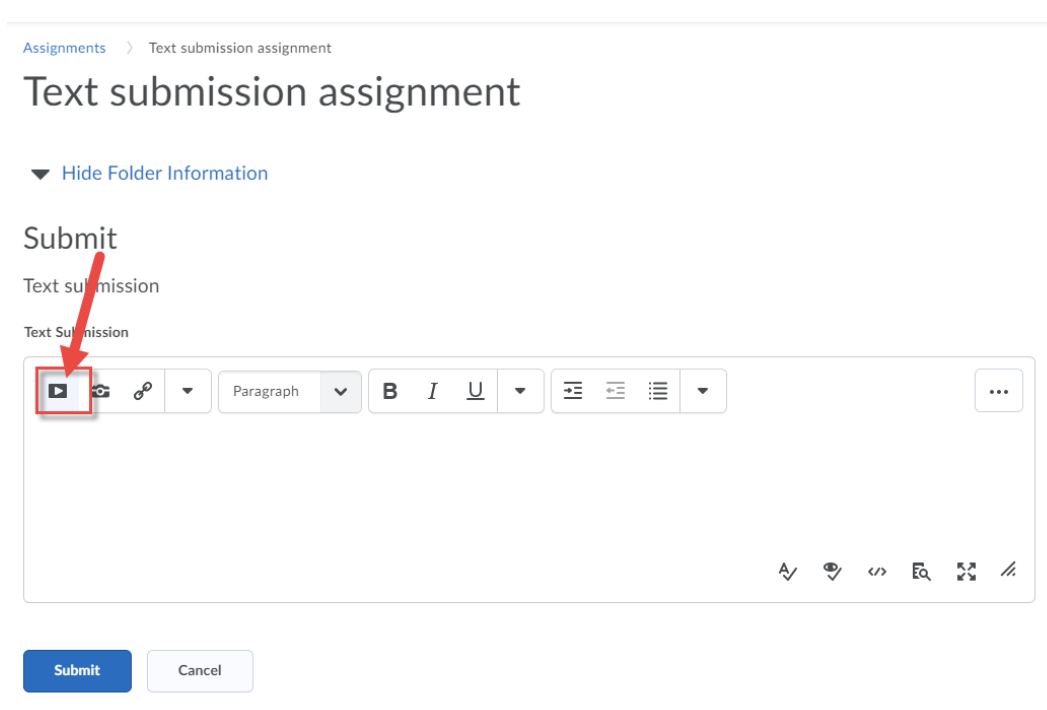 Assignments > Text submission assignment
Text submission assignment
Hide Folder Information
Submit
Text submission
Text Submission
Paragraph B I U ...
Submit Cancel